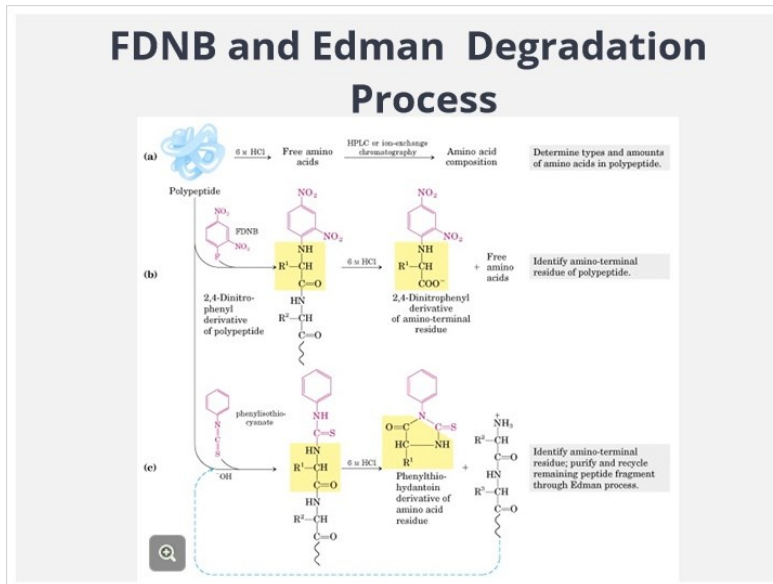 FDNB and Edman Degradation
Process
(a)
Polypeptide
6 M HCl
Free amino
acids
HPLC or ion-exchange
chromatography
Amino acid
composition
Determine types and amounts
of amino acids in polypeptide.
(b)
NO₂
NO₂
F
FDNB
2,4-Dinitro-
phenyl
derivative
of polypeptide
NO₂
NO₂
NH
R¹—CH
C=O
HN
R²—CH
C=O
6 M HCl
NO₂
NO₂
NH
R¹—CH
COO⁻
2,4-Dinitrophenyl
derivative
of amino-terminal
residue
+
Free
amino
acids
Identify amino-terminal
residue of polypeptide.
(c)
N=C=S
phenylisothio-
cyanate
OH
NH
C=S
HN
R¹—CH
C=O
HN
R²—CH
C=O
6 M HCl
N
O=C
C=S
HC
NH
R¹
Phenylthio-
hydantoin
derivative of
amino acid
residue
+
+
NH₃
R²—CH
C=O
HN
R³—CH
C=O
Identify amino-terminal
residue; purify and recycle
remaining peptide fragment
through Edman process.